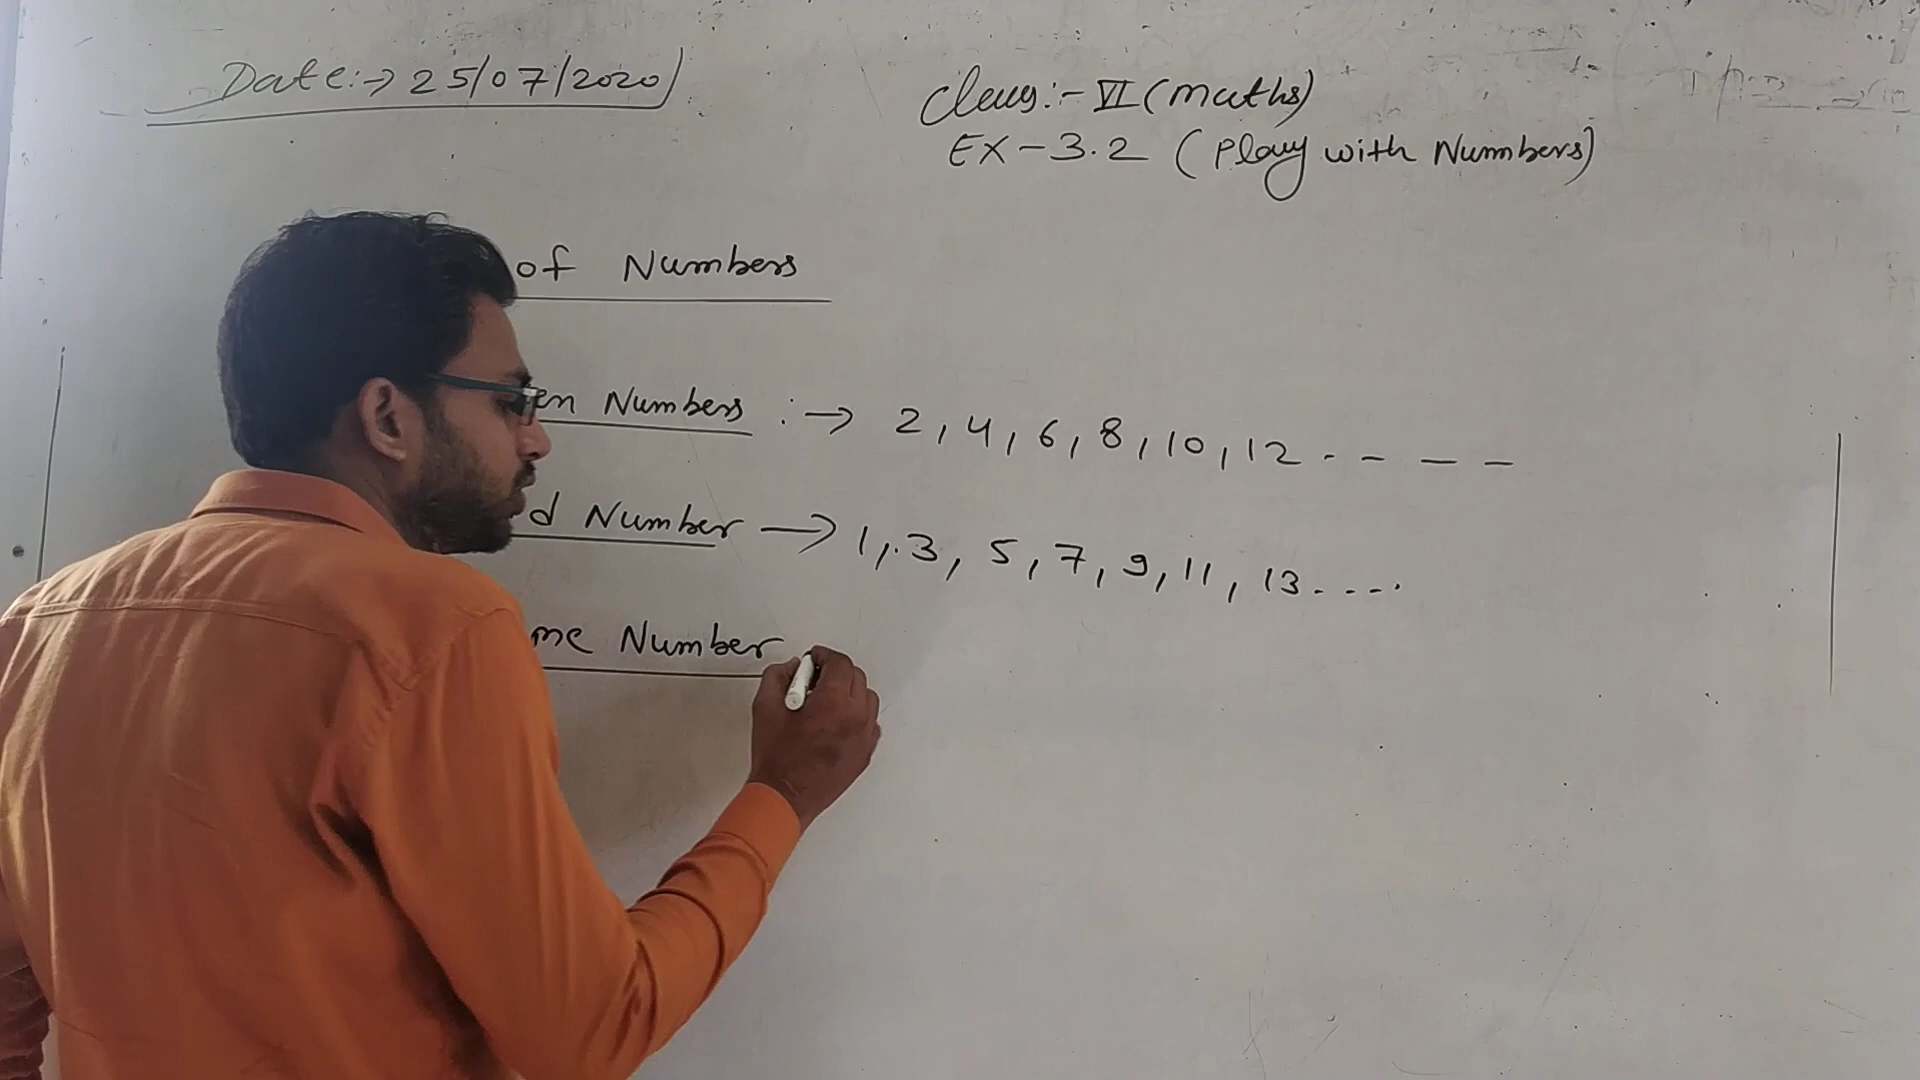 Date:→ 25/07/2020
Class:- VI (Maths)
EX-3.2 (Play with Numbers)
of Numbers
en Numbers :→ 2, 4, 6, 8, 10, 12 - - - -
d Number → 1, 3, 5, 7, 9, 11, 13 ....
me Number